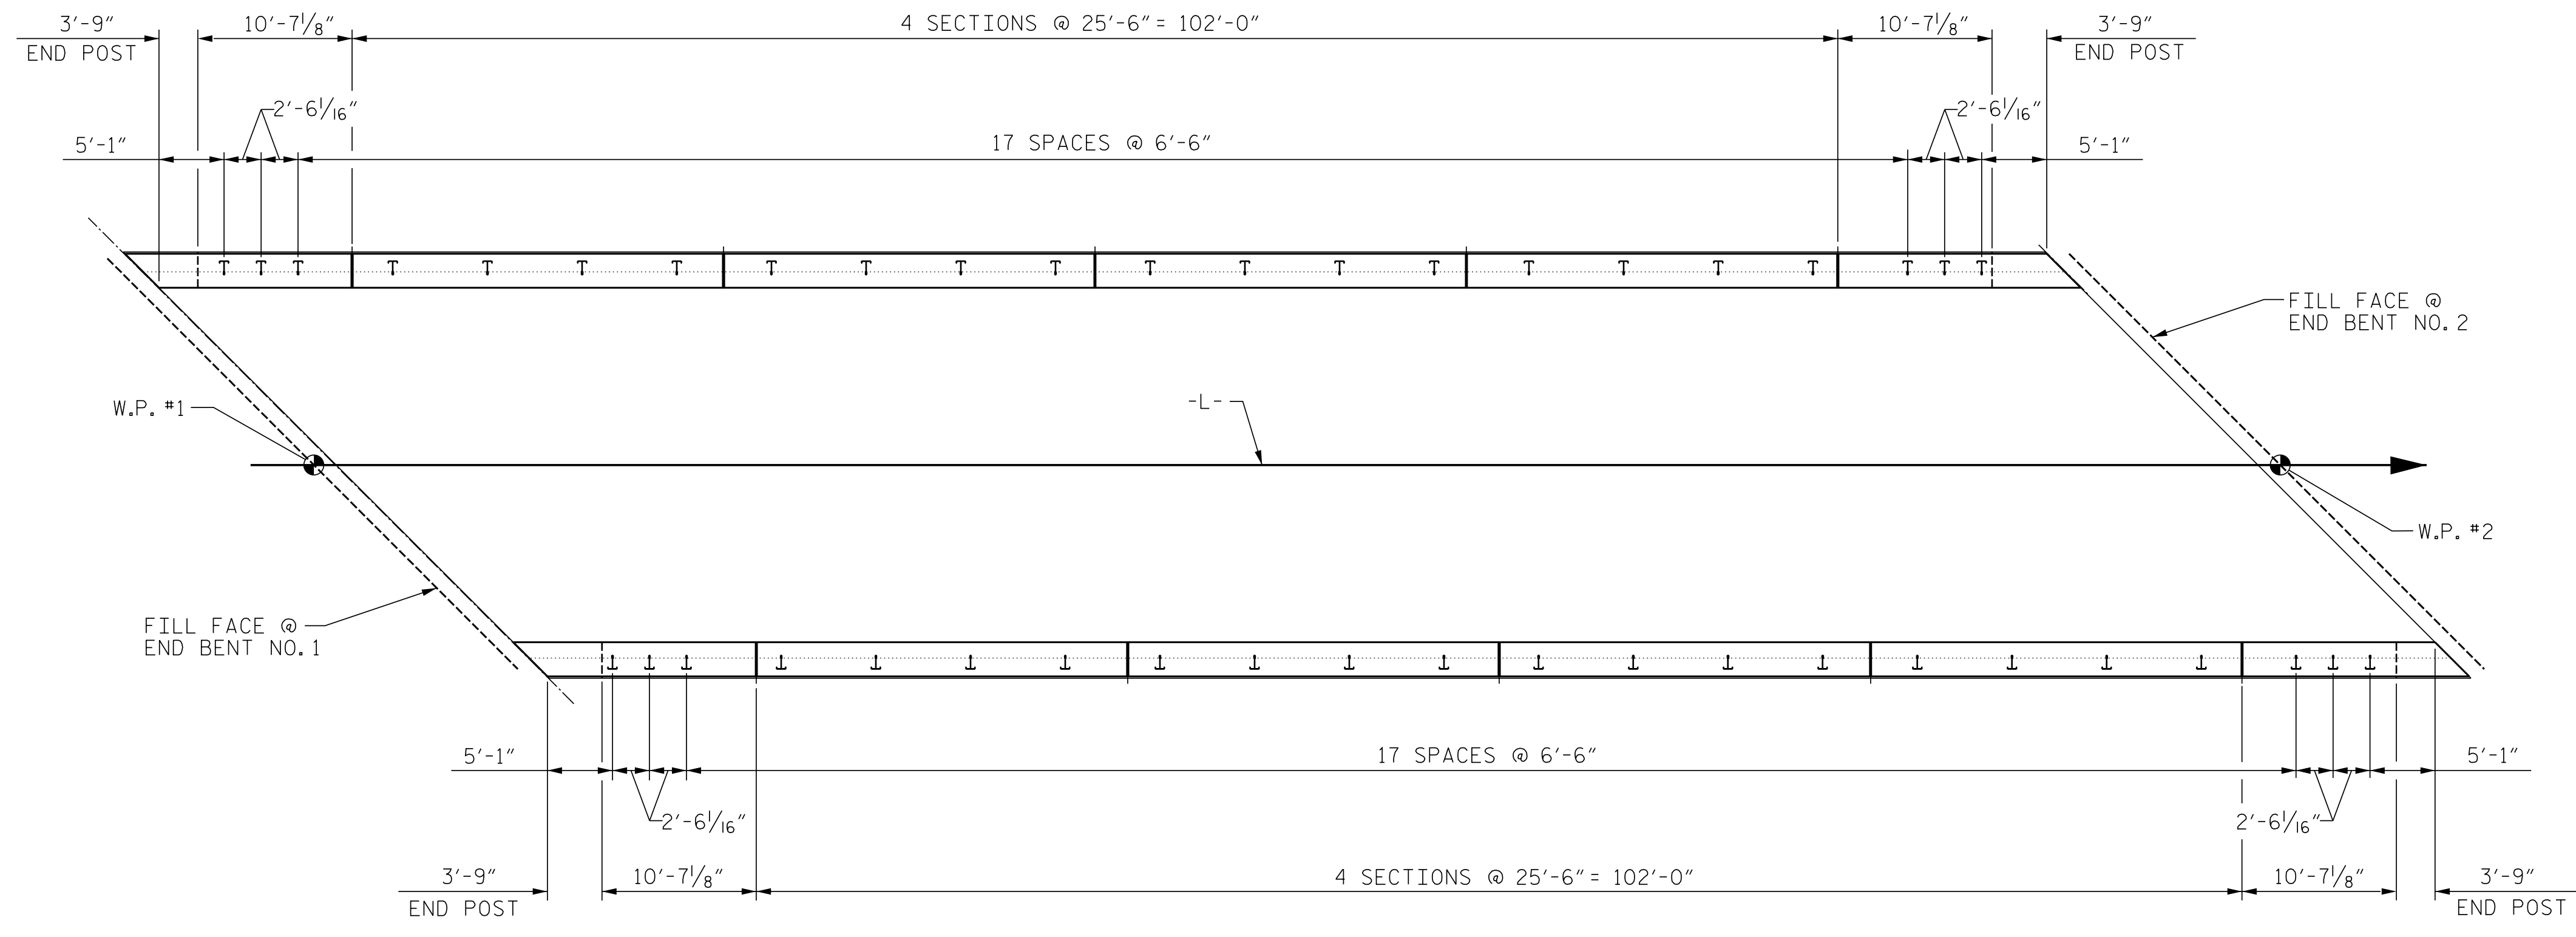 3'-9"
END POST
10'-7 1/8"
4 SECTIONS @ 25'-6" = 102'-0"
10'-7 1/8"
3'-9"
END POST
2'-6 1/16"
2'-6 1/16"
5'-1"
17 SPACES @ 6'-6"
5'-1"
FILL FACE @
END BENT NO. 2
W.P. #1
-L-
W.P. #2
FILL FACE @
END BENT NO. 1
5'-1"
17 SPACES @ 6'-6"
5'-1"
2'-6 1/16"
2'-6 1/16"
3'-9"
END POST
10'-7 1/8"
4 SECTIONS @ 25'-6" = 102'-0"
10'-7 1/8"
3'-9"
END POST